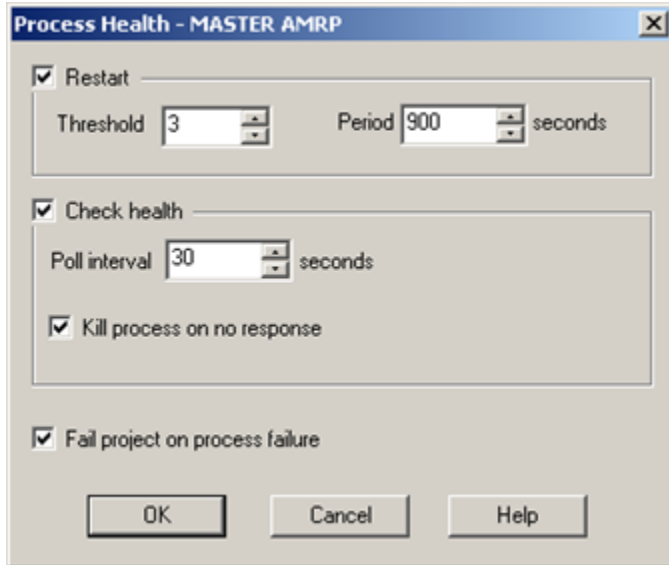 Process Health - MASTER AMRP
Restart
Threshold 3 Period 900 seconds
Check health
Poll interval 30 seconds
Kill process on no response
Fail project on process failure
OK Cancel Help